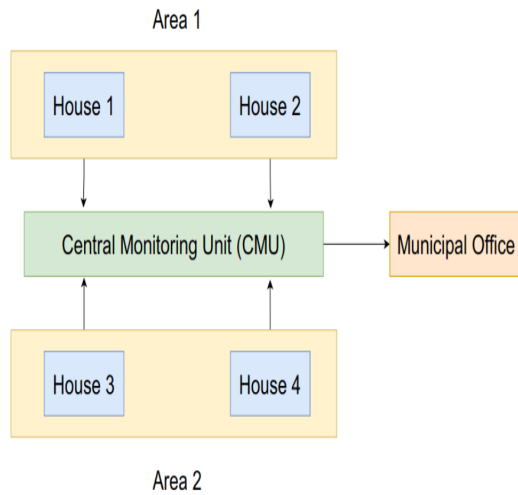 Area 1
House 1
House 2
Central Monitoring Unit (CMU)
Municipal Office
House 3
House 4
Area 2